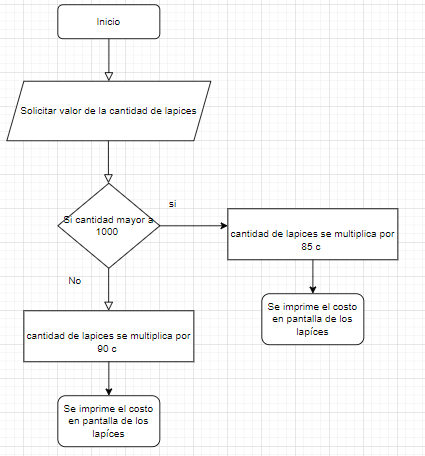 Inicio
Solicitar valor de la cantidad de lapices
Si cantidad mayor a
1000
si
cantidad de lapices se multiplica por
85 c
No
Se imprime el costo
en pantalla de los
lapíces
cantidad de lapices se multiplica por
90 c
Se imprime el costo
en pantalla de los
lapíces